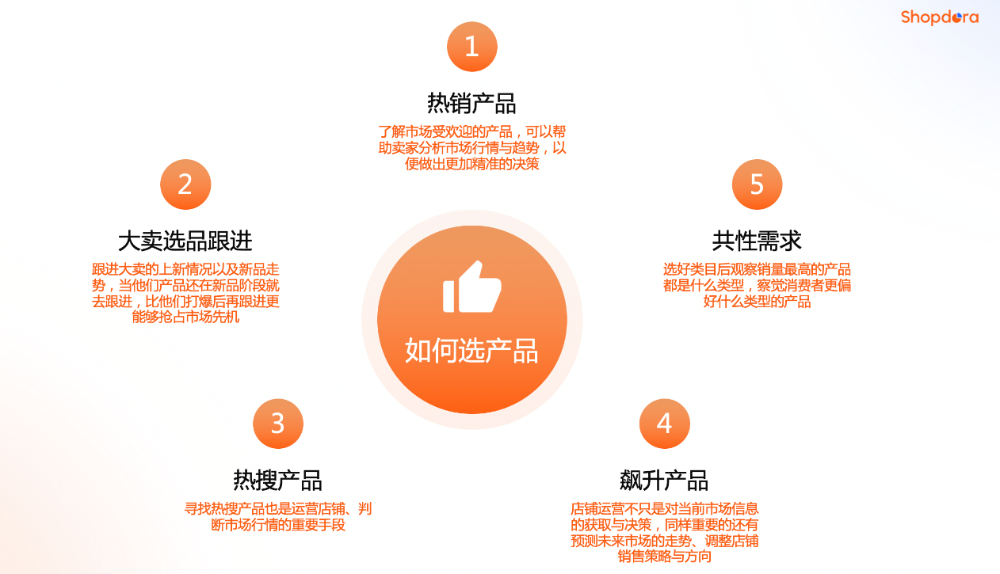 Shopdora
1
热销产品
了解市场受欢迎的产品，可以帮
助卖家分析市场行情与趋势，以
便做出更加精准的决策
2
大卖选品跟进
跟进大卖的上新情况以及新品走
势，当他们产品还在新品阶段就
去跟进，比他们打爆后再跟进更
能够抢占市场先机
3
热搜产品
寻找热搜产品也是运营店铺、判
断市场行情的重要手段
4
飙升产品
店铺运营不只是对当前市场信息
的获取与决策，同样重要的还有
预测未来市场的走势、调整店铺
销售策略与方向
5
共性需求
选好类目后观察销量最高的产品
都是什么类型，察觉消费者更偏
好什么类型的产品
如何选产品